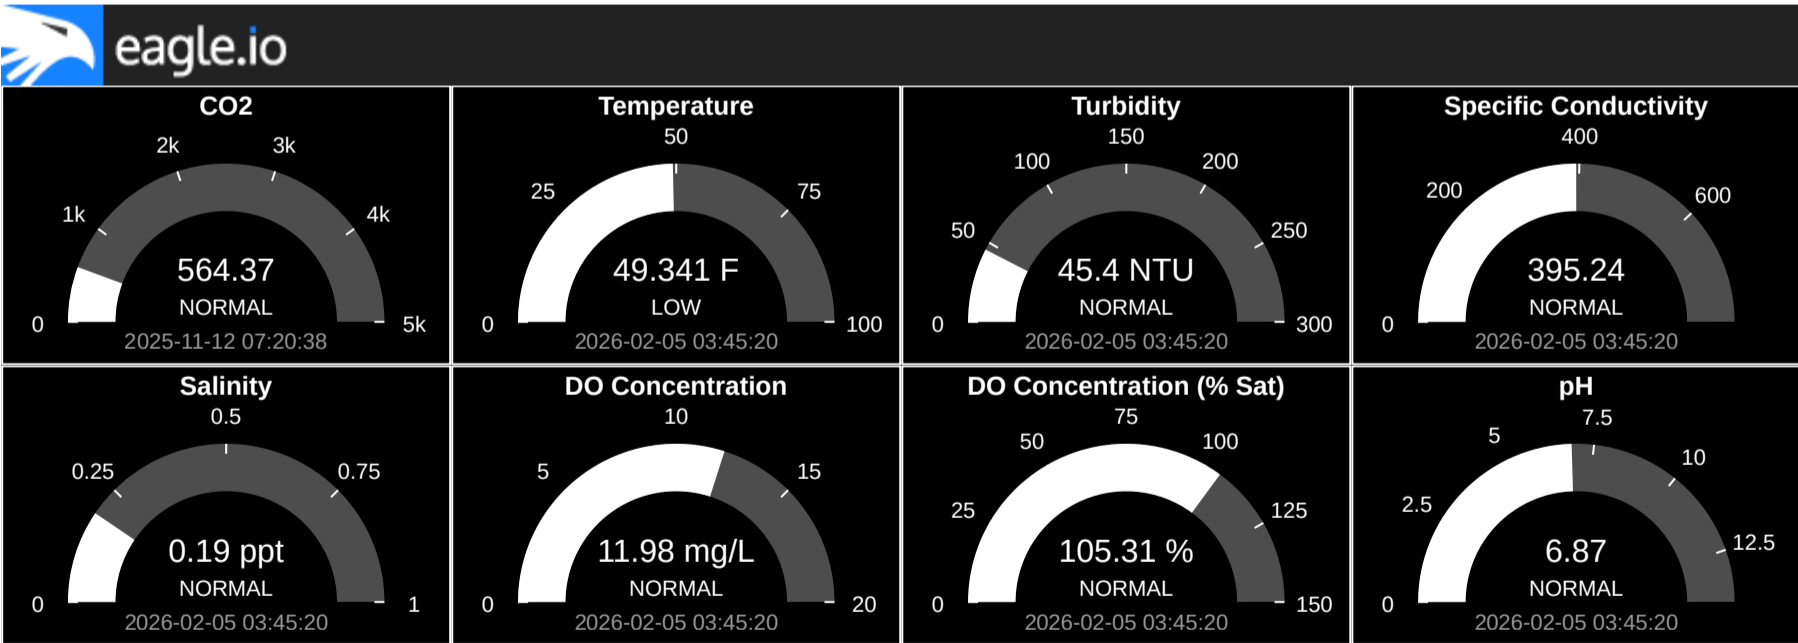 eagle.io
CO2
2k
3k
1k
4k
564.37
NORMAL
0
5k
2025-11-12 07:20:38
Temperature
50
25
75
49.341 F
LOW
0
100
2026-02-05 03:45:20
Turbidity
150
100
200
50
250
45.4 NTU
NORMAL
0
300
2026-02-05 03:45:20
Specific Conductivity
400
200
600
395.24
NORMAL
0
2026-02-05 03:45:20
Salinity
0.5
0.25
0.75
0.19 ppt
NORMAL
0
1
2026-02-05 03:45:20
DO Concentration
10
5
15
11.98 mg/L
NORMAL
0
20
2026-02-05 03:45:20
DO Concentration (% Sat)
75
50
100
25
125
105.31 %
NORMAL
0
150
2026-02-05 03:45:20
pH
7.5
5
10
2.5
12.5
6.87
NORMAL
0
2026-02-05 03:45:20